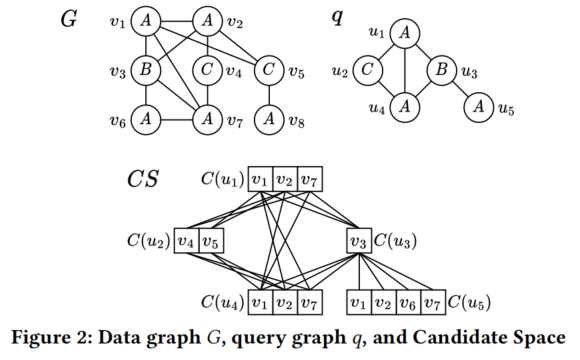 G q
v1 A A v2 u1 A
v3 B C v4 C v5 u2 C B u3
v6 A A v7 A v8 u4 A A u5
CS C(u1) v1 v2 v7
C(u2) v4 v5 v3 C(u3)
C(u4) v1 v2 v7 v1 v2 v6 v7 C(u5)
Figure 2: Data graph G, query graph q, and Candidate Space